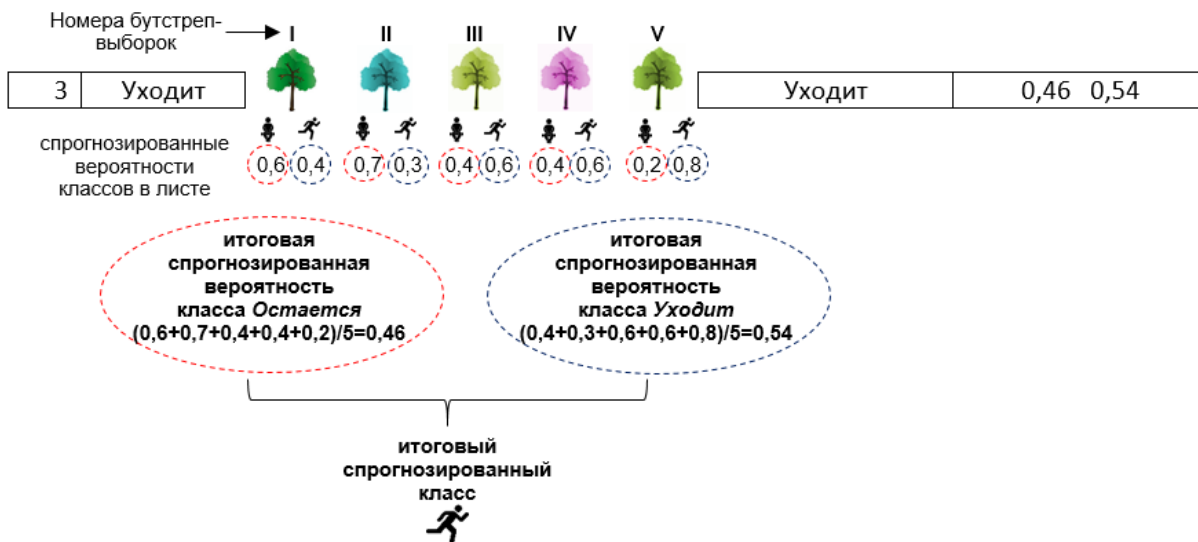 Номера бутстреп-
выборок
I II III IV V
3 Уходит Уходит 0,46 0,54
спрогнозированные
вероятности
классов в листе
0,6 0,4 0,7 0,3 0,4 0,6 0,4 0,6 0,2 0,8
итоговая
спрогнозированная
вероятность
класса Остается
(0,6+0,7+0,4+0,4+0,2)/5=0,46
итоговая
спрогнозированная
вероятность
класса Уходит
(0,4+0,3+0,6+0,6+0,8)/5=0,54
итоговый
спрогнозированный
класс